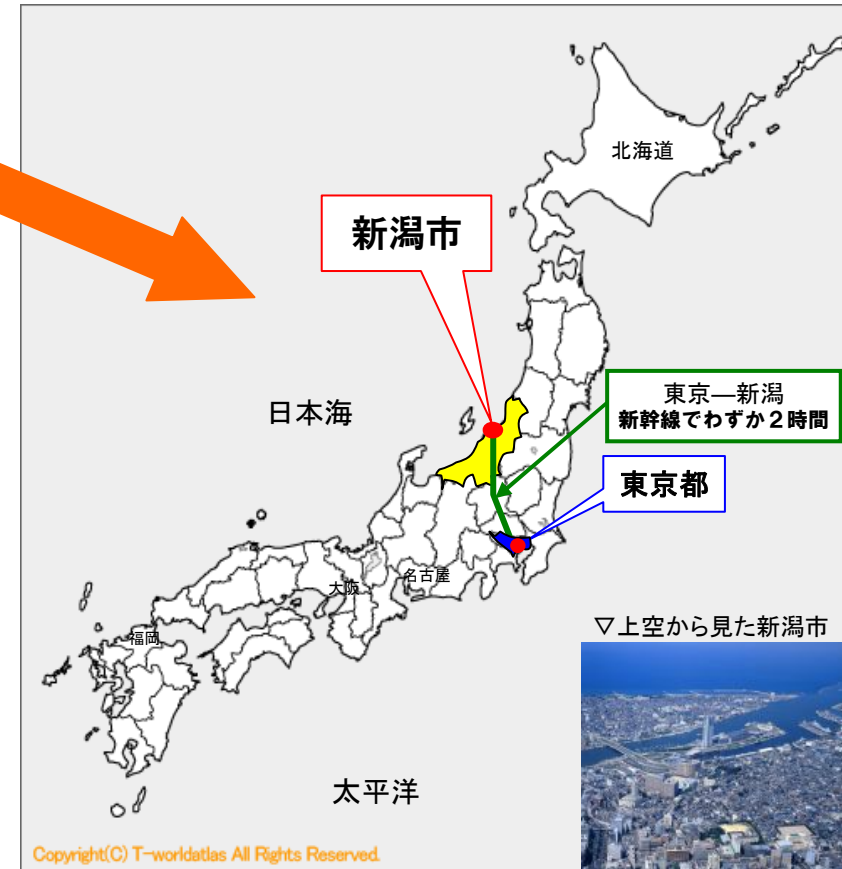 北海道
新潟市
日本海
東京―新潟
新幹線でわずか２時間
東京都
名古屋
大阪
福岡
▽上空から見た新潟市
太平洋
Copyright(C) T-worldatlas All Rights Reserved.